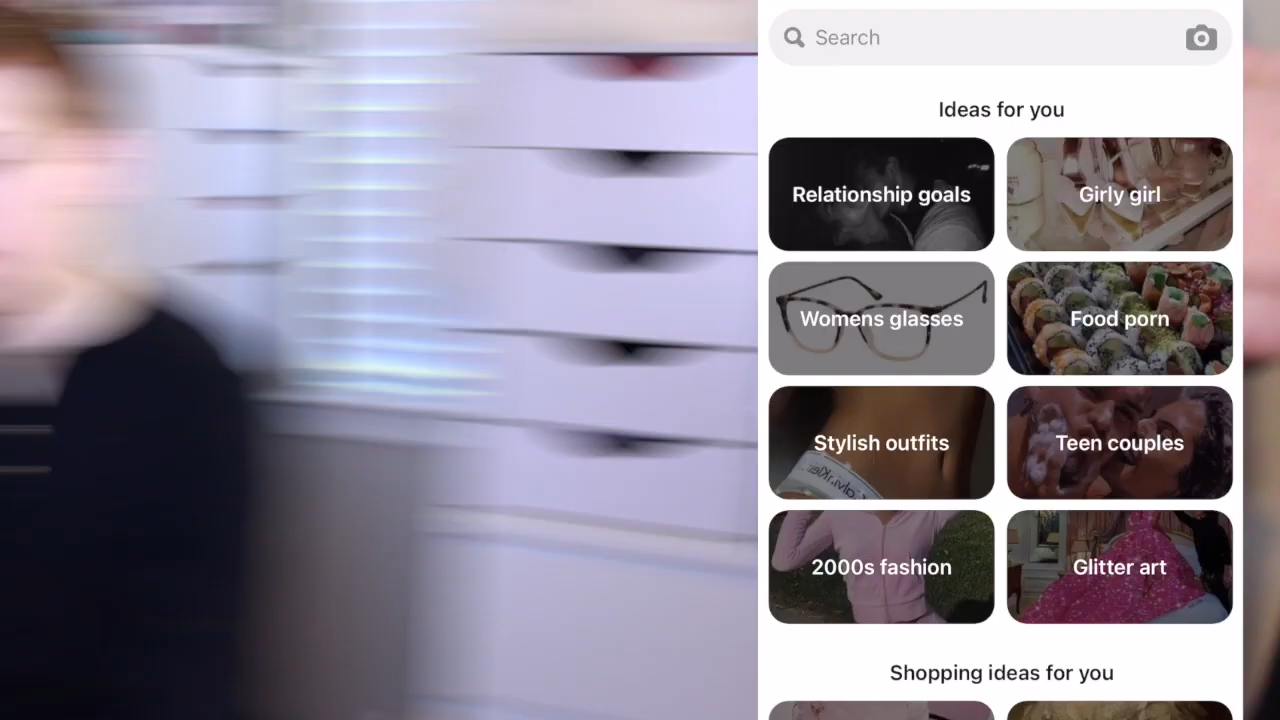 Search
Ideas for you
Relationship goals
Girly girl
Womens glasses
Food porn
Stylish outfits
Teen couples
2000s fashion
Glitter art
Shopping ideas for you